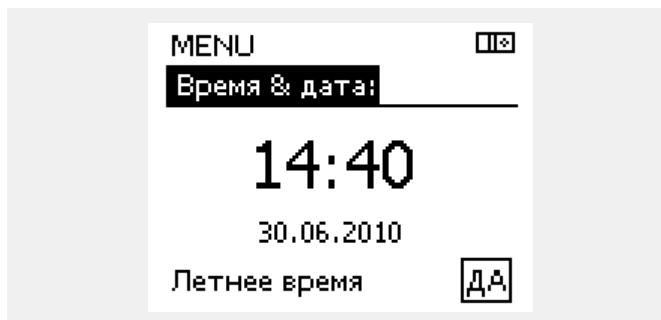 MENU
Время & дата:
14:40
30.06.2010
Летнее время ДА